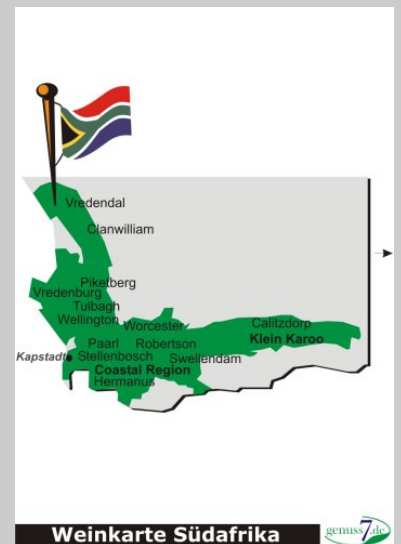 Vredendal
Clanwilliam
Piketberg
Vredenburg
Tulbagh
Wellington
Worcester
Calitzdorp
Paarl
Robertson
Klein Karoo
Kapstadt
Stellenbosch
Swellendam
Coastal Region
Hermanus
Weinkarte Südafrika
genuss7.de